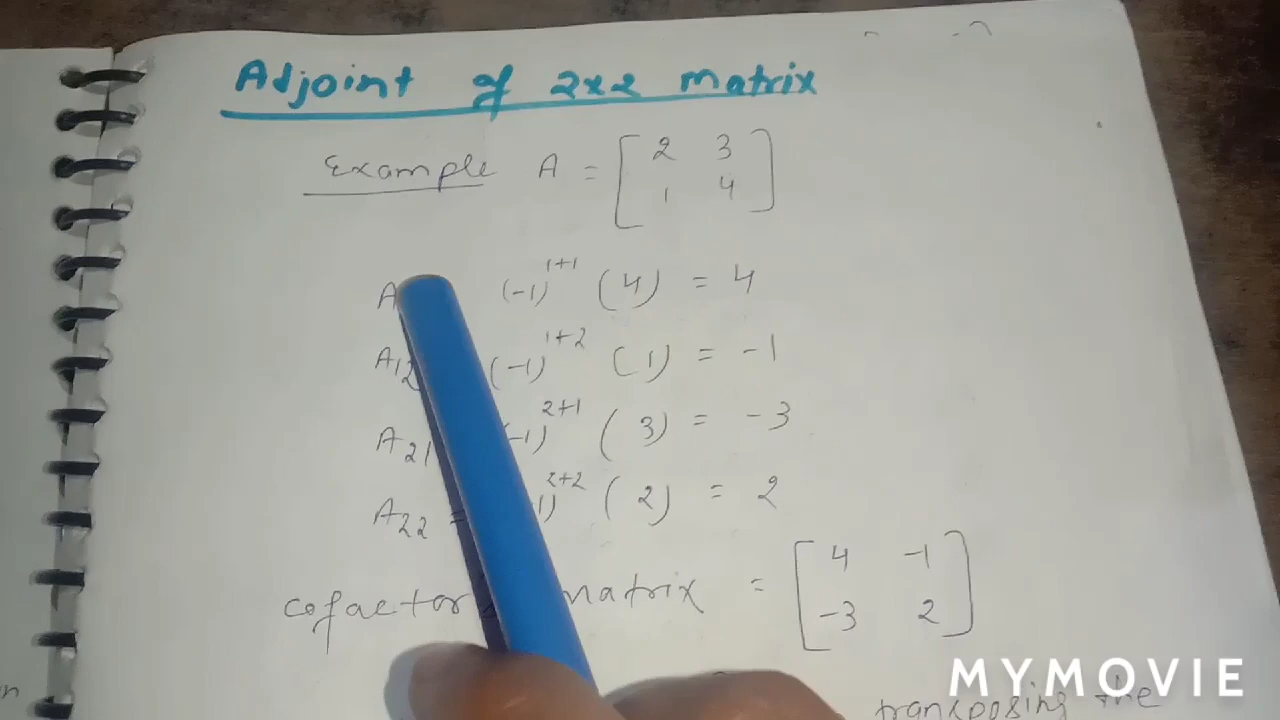 Adjoint of 2x2 matrix
Example A = [ 2 3
1 4 ]
A (-1)^1+1 (4) = 4
A12 (-1)^1+2 (1) = -1
A21 -1)^2+1 (3) = -3
A22 = 1)^2+2 (2) = 2
cofactor matrix = [ 4 -1
-3 2 ]
transposing the
MYMOVIE